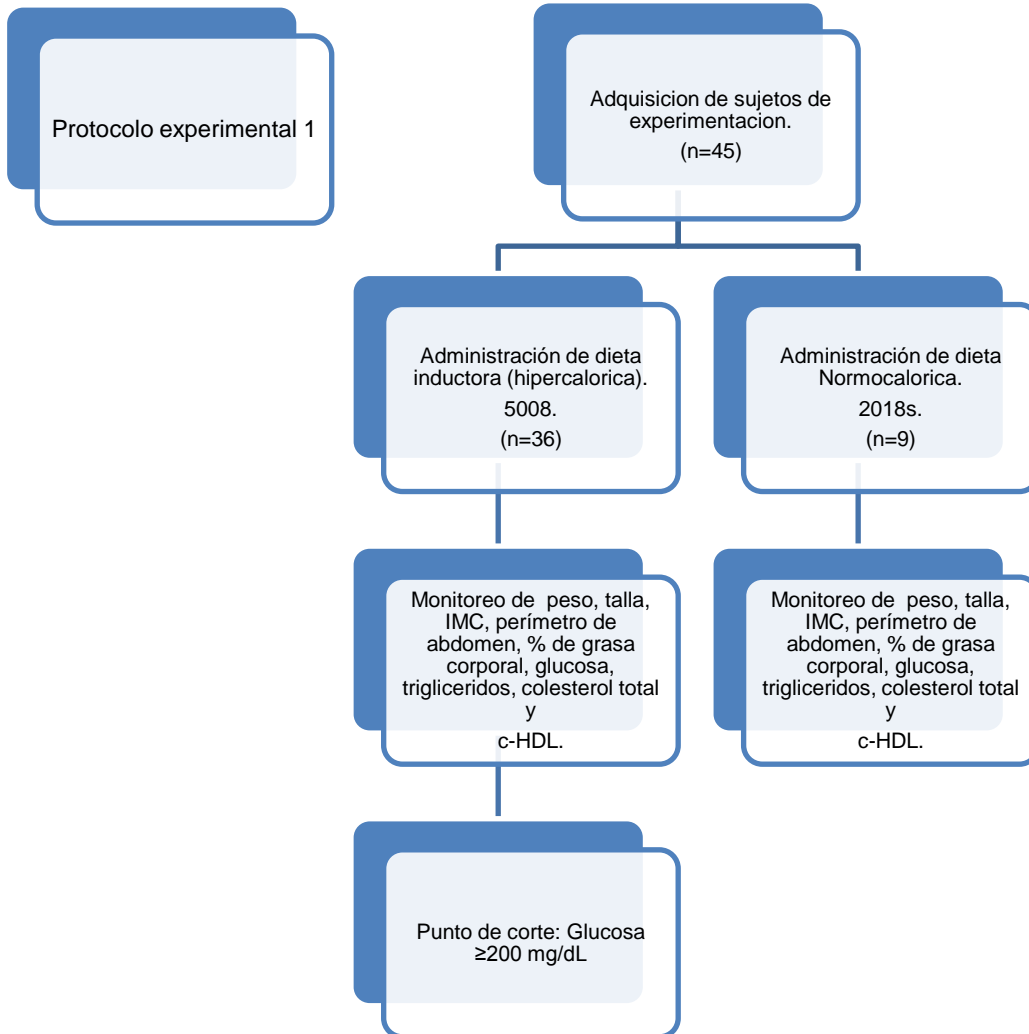 Protocolo experimental 1
Adquisicion de sujetos de
experimentacion.
(n=45)
Administración de dieta
inductora (hipercalorica).
5008.
(n=36)
Administración de dieta
Normocalorica.
2018s.
(n=9)
Monitoreo de  peso, talla,
IMC, perímetro de
abdomen, % de grasa
corporal, glucosa,
trigliceridos, colesterol total
y
c-HDL.
Monitoreo de  peso, talla,
IMC, perímetro de
abdomen, % de grasa
corporal, glucosa,
trigliceridos, colesterol total
y
c-HDL.
Punto de corte: Glucosa
≥200 mg/dL